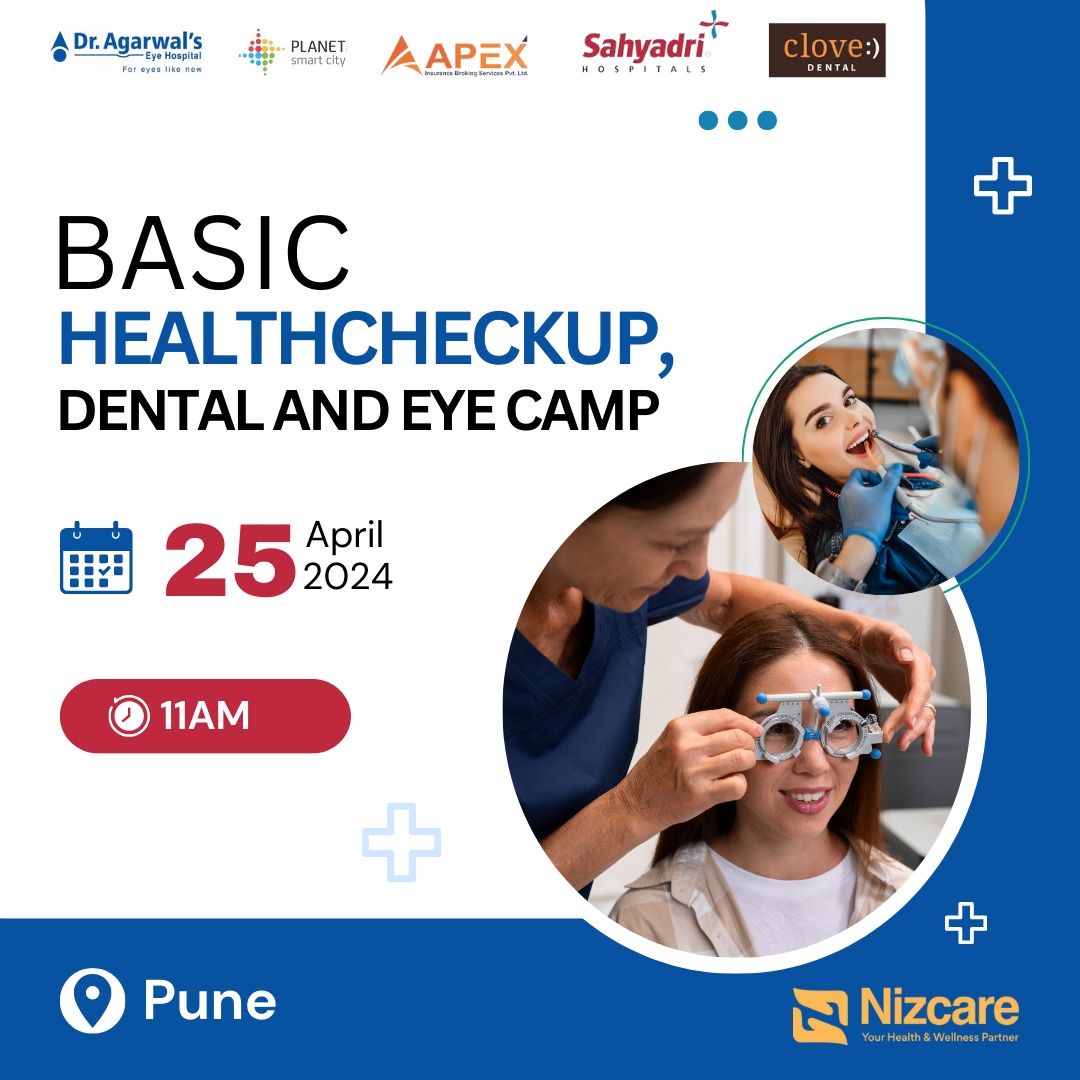 Dr. Agarwal's
Eye Hospital
For eyes like new
PLANET
smart city
APEX
Insurance Broking Services Pvt. Ltd.
Sahyadri
HOSPITALS
clove:)
DENTAL
BASIC
HEALTHCHECKUP,
DENTAL AND EYE CAMP
25 April
2024
11AM
Pune
Nizcare
Your Health & Wellness Partner